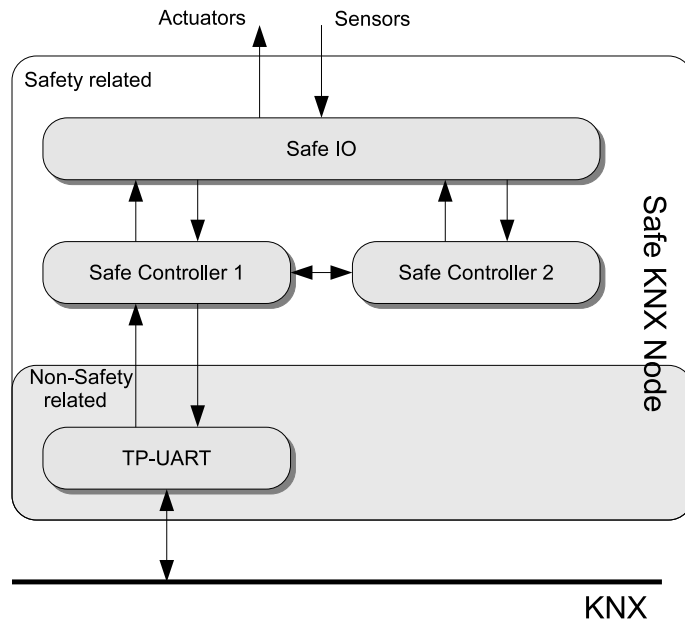 Actuators
Sensors
Safety related
Safe IO
Safe Controller 1
Safe Controller 2
Safe KNX Node
Non-Safety
related
TP-UART
KNX